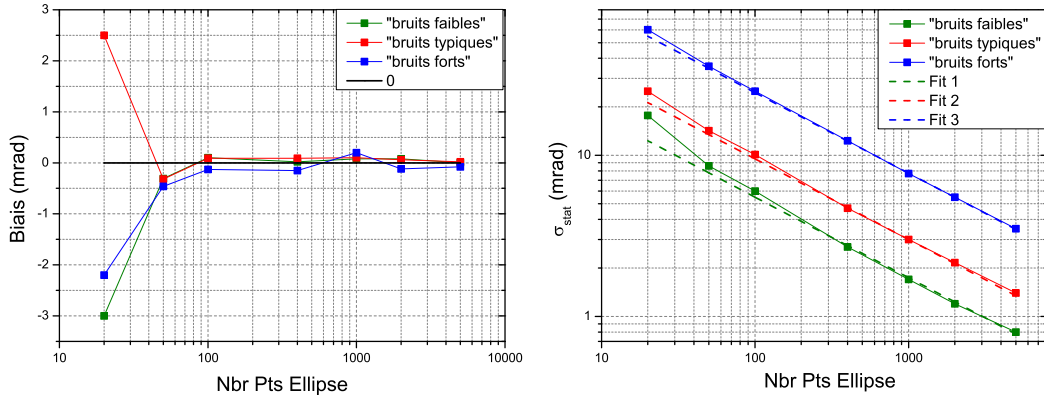 3
2
1
0
-1
-2
-3
Biais (mrad)
10
100
1000
10000
Nbr Pts Ellipse
"bruits faibles"
"bruits typiques"
"bruits forts"
0
10
1
σstat (mrad)
10
100
1000
Nbr Pts Ellipse
"bruits faibles"
"bruits typiques"
"bruits forts"
Fit 1
Fit 2
Fit 3